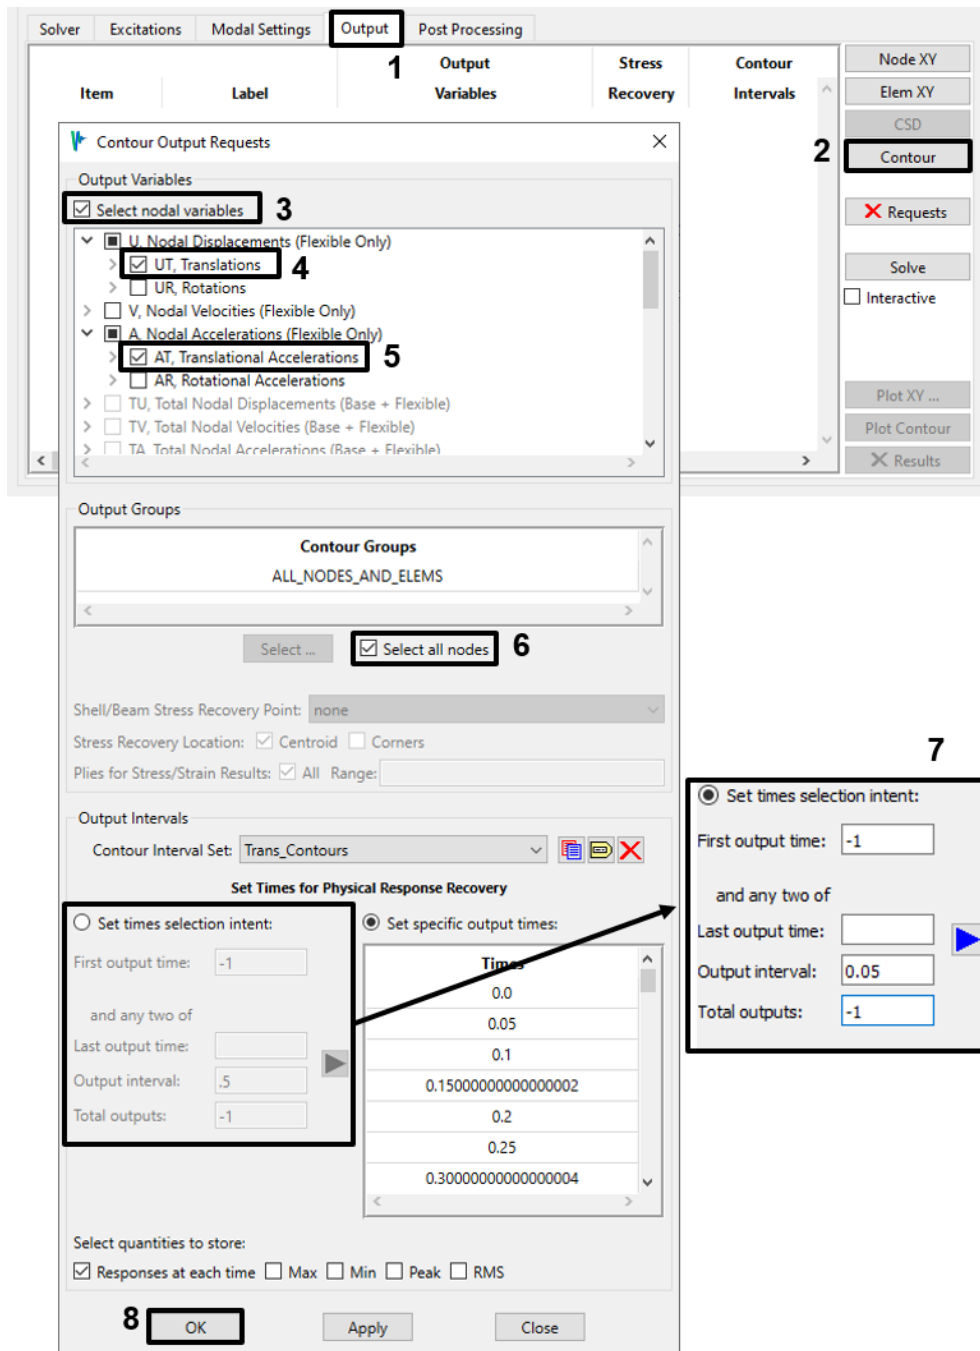 Solver Excitations Modal Settings Output Post Processing
1
Output Stress Contour
Item Label Variables Recovery Intervals
Node XY
Elem XY
CSD
2 Contour
Requests
Solve
Interactive
Plot XY ...
Plot Contour
Results
Contour Output Requests
Output Variables
Select nodal variables 3
U, Nodal Displacements (Flexible Only)
UT, Translations 4
UR, Rotations
V, Nodal Velocities (Flexible Only)
A, Nodal Accelerations (Flexible Only)
AT, Translational Accelerations 5
AR, Rotational Accelerations
TU, Total Nodal Displacements (Base + Flexible)
TV, Total Nodal Velocities (Base + Flexible)
TA, Total Nodal Accelerations (Base + Flexible)
Output Groups
Contour Groups
ALL_NODES_AND_ELEMS
Select ... Select all nodes 6
Shell/Beam Stress Recovery Point: none
Stress Recovery Location: Centroid Corners
Plies for Stress/Strain Results: All Range:
Output Intervals
Contour Interval Set: Trans_Contours
Set Times for Physical Response Recovery
Set times selection intent:
First output time: -1
and any two of
Last output time:
Output interval: .5
Total outputs: -1
Set specific output times:
Times
0.0
0.05
0.1
0.15000000000000002
0.2
0.25
0.30000000000000004
Select quantities to store:
Responses at each time Max Min Peak RMS
8 OK Apply Close
7
Set times selection intent:
First output time: -1
and any two of
Last output time:
Output interval: 0.05
Total outputs: -1